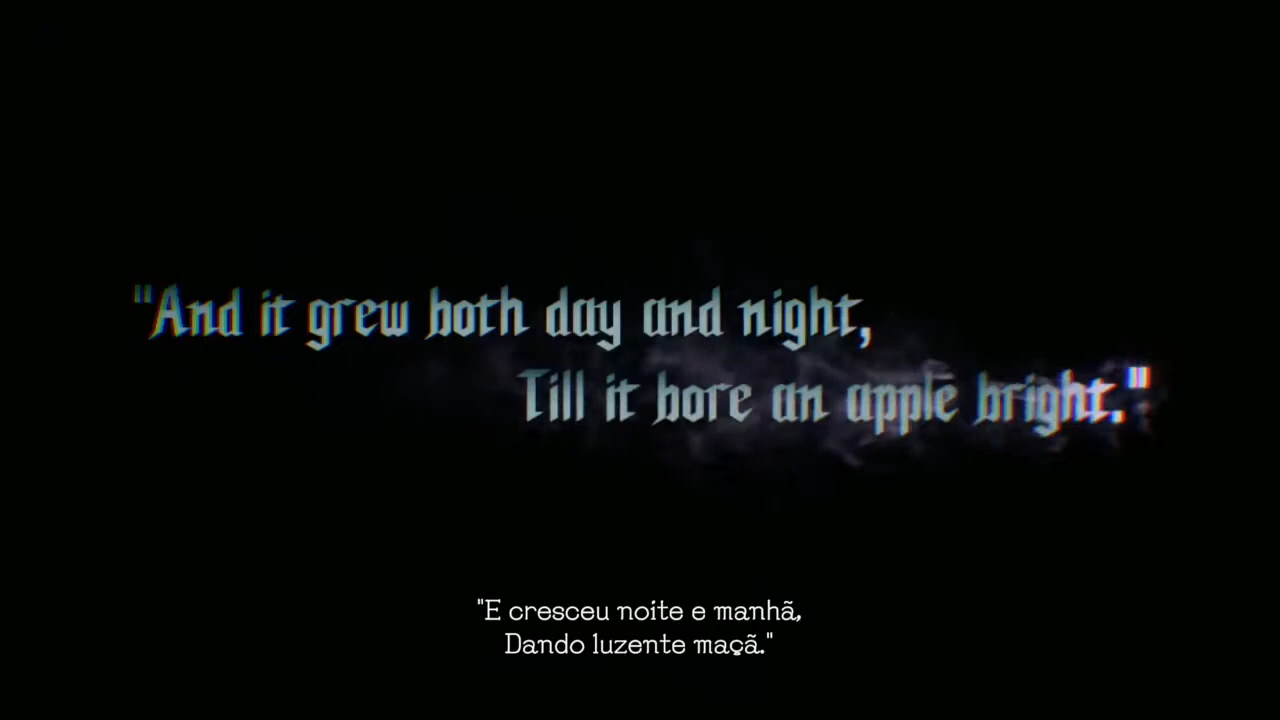 "And it grew both day and night,
Till it bore an apple bright."
"E cresceu noite e manhã,
Dando luzente maçã."